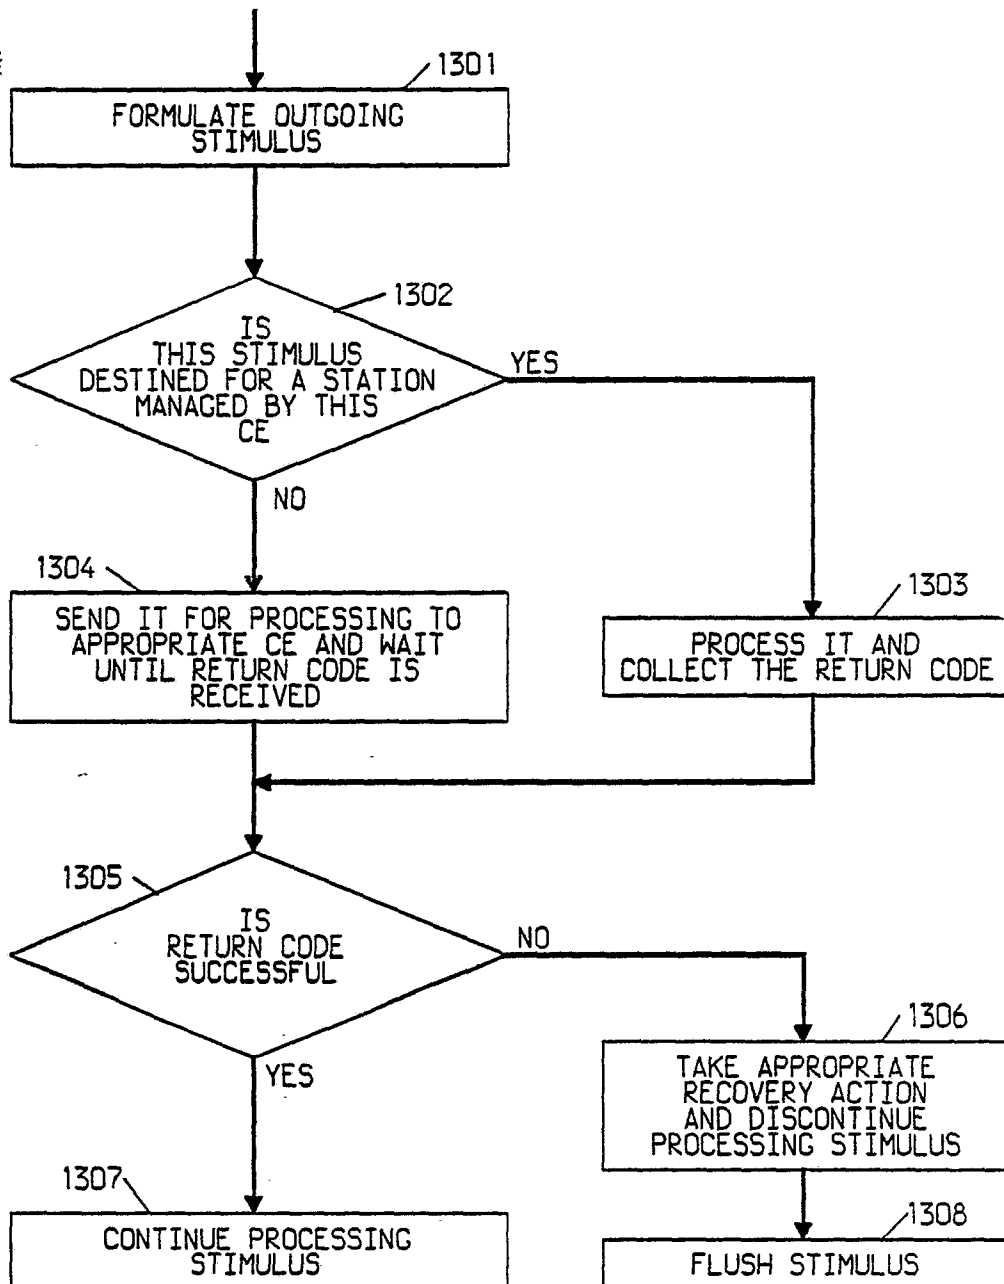 1301
FORMULATE OUTGOING
STIMULUS
1302
IS
THIS STIMULUS
DESTINED FOR A STATION
MANAGED BY THIS
CE
YES
NO
1304
SEND IT FOR PROCESSING TO
APPROPRIATE CE AND WAIT
UNTIL RETURN CODE IS
RECEIVED
1303
PROCESS IT AND
COLLECT THE RETURN CODE
1305
IS
RETURN CODE
SUCCESSFUL
NO
YES
1306
TAKE APPROPRIATE
RECOVERY ACTION
AND DISCONTINUE
PROCESSING STIMULUS
1307
CONTINUE PROCESSING
STIMULUS
1308
FLUSH STIMULUS